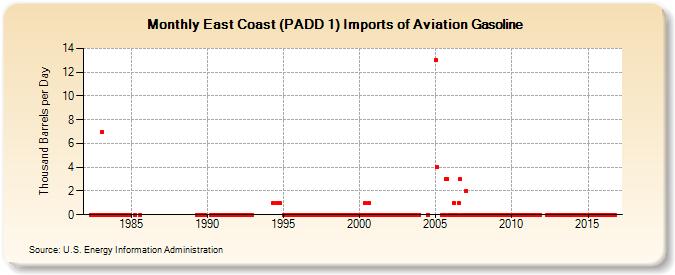 Monthly East Coast (PADD 1) Imports of Aviation Gasoline
Thousand Barrels per Day
14
12
10
8
6
4
2
0
1985 1990 1995 2000 2005 2010 2015
Source: U.S. Energy Information Administration